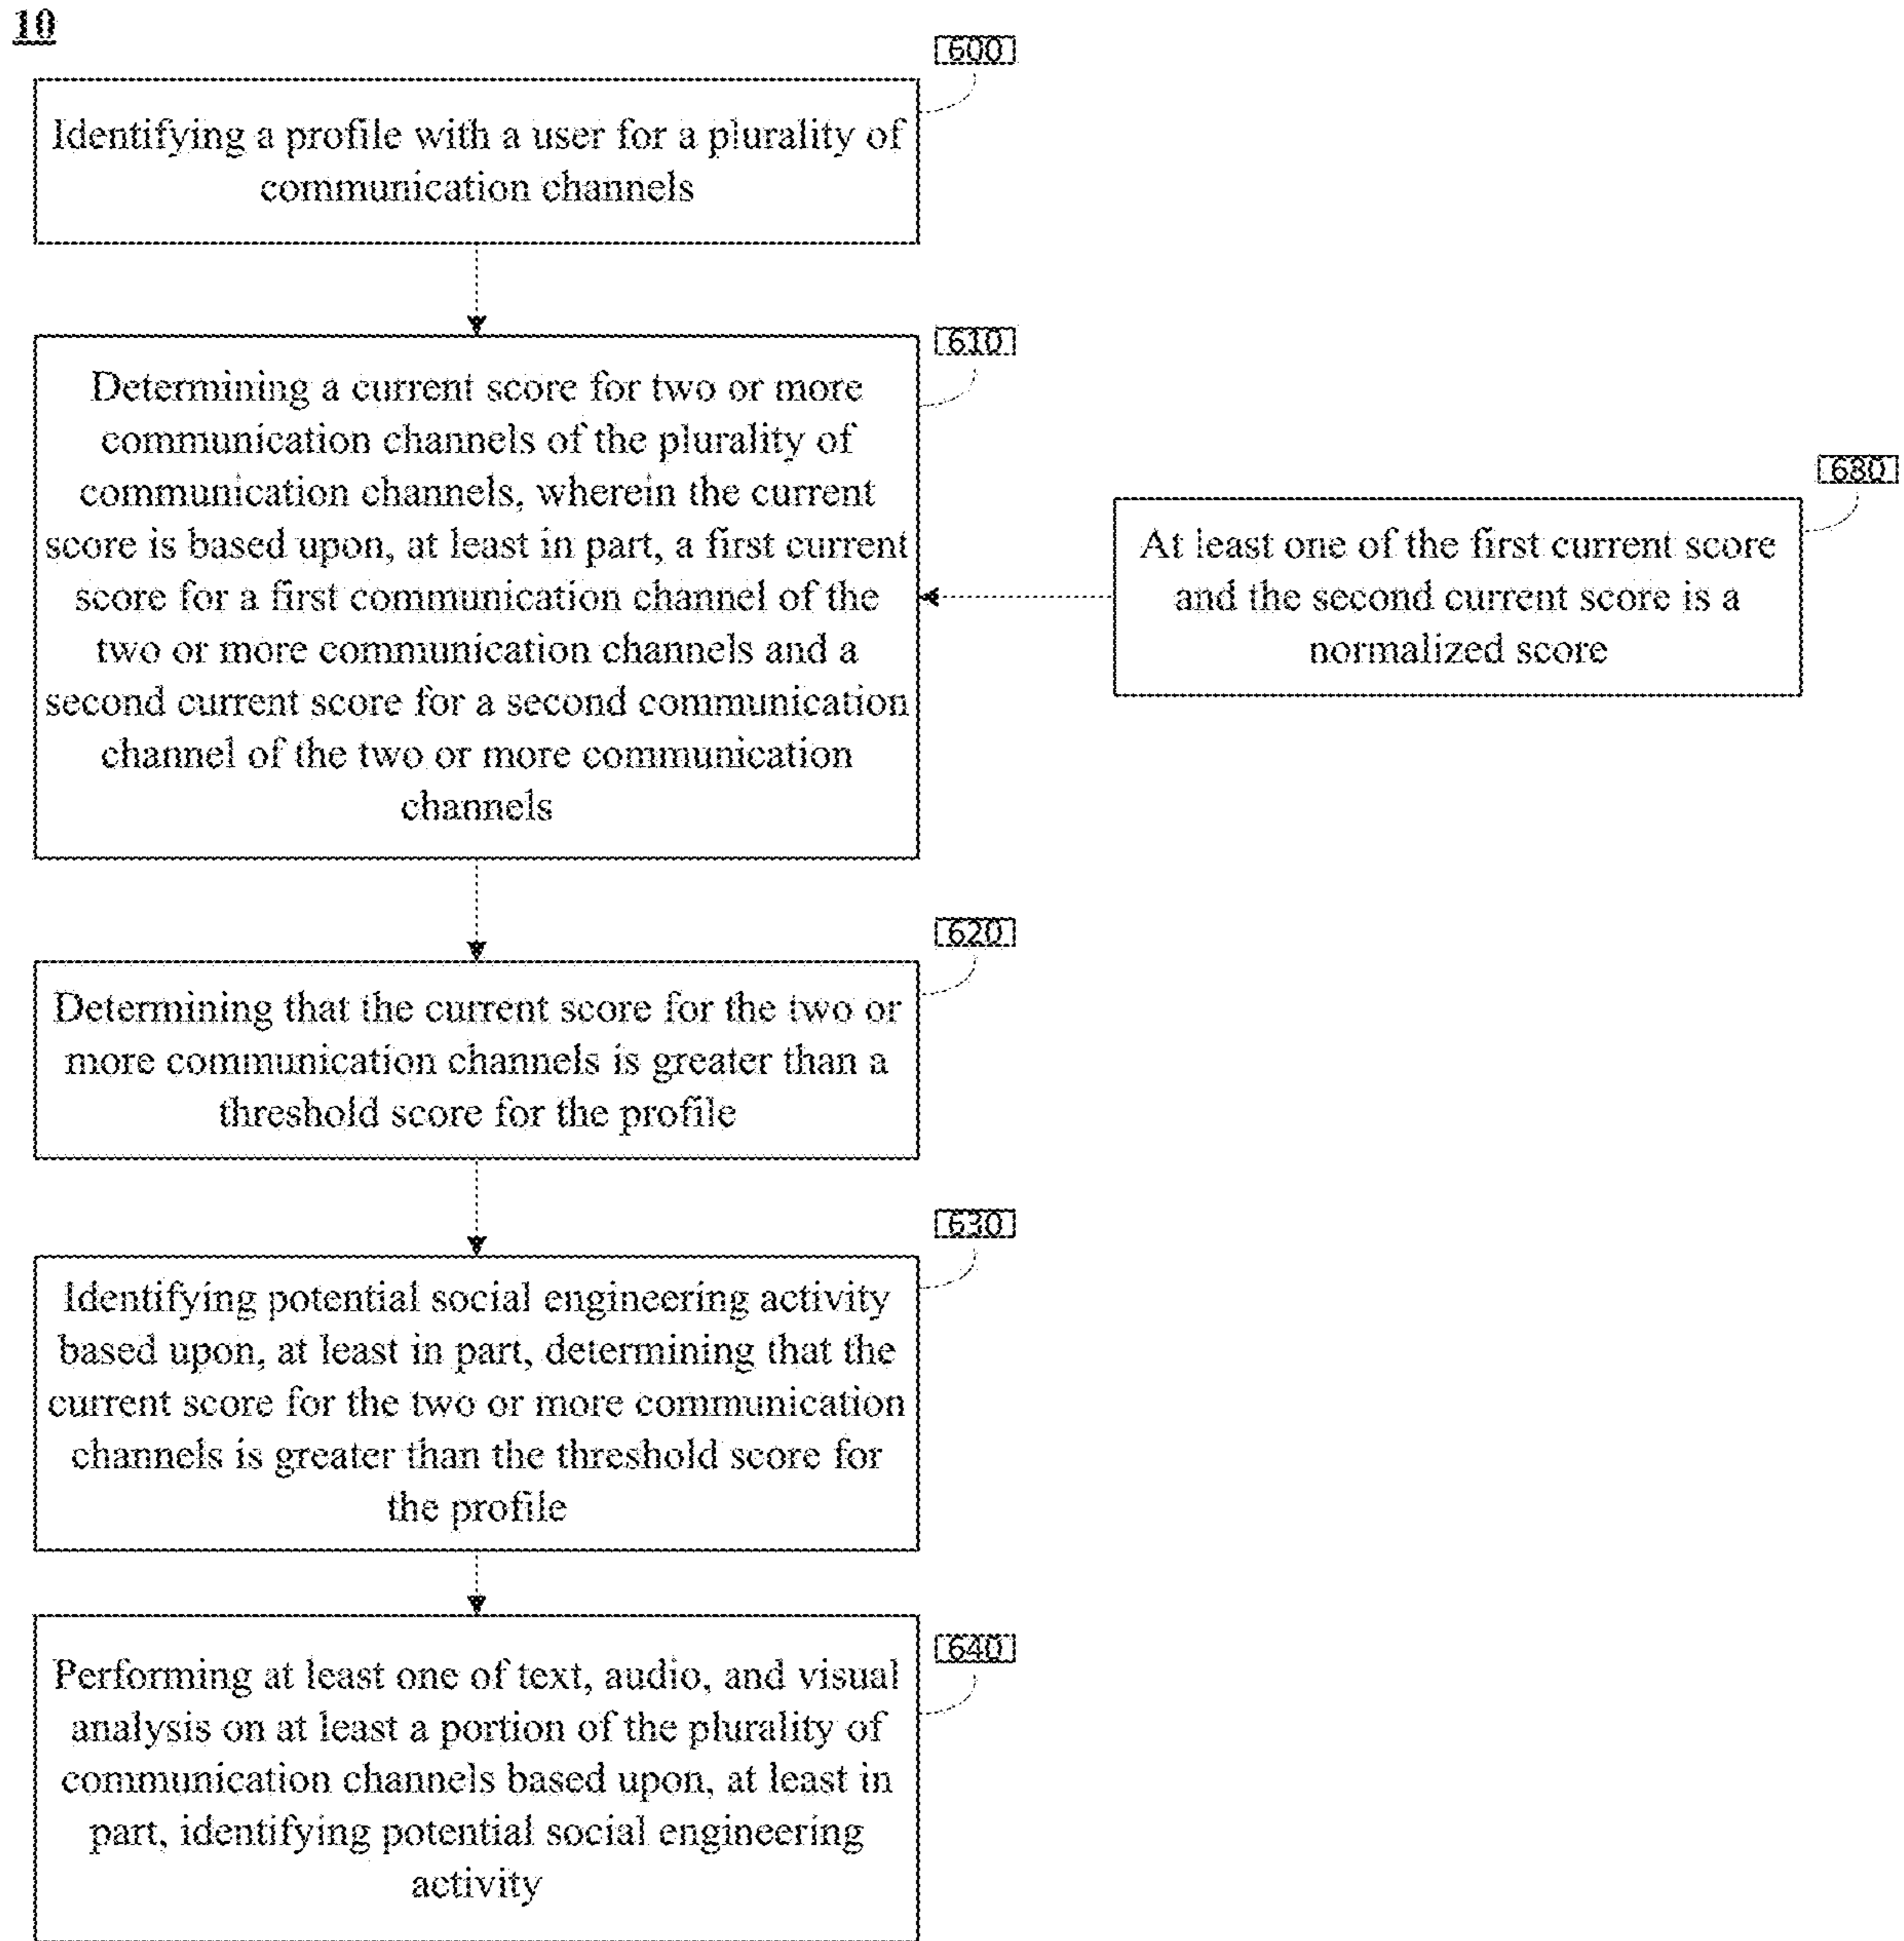 10
600
Identifying a profile with a user for a plurality of
communication channels
610
Determining a current score for two or more
communication channels of the plurality of
communication channels, wherein the current
score is based upon, at least in part, a first current
score for a first communication channel of the
two or more communication channels and a
second current score for a second communication
channel of the two or more communication
channels
680
At least one of the first current score
and the second current score is a
normalized score
620
Determining that the current score for the two or
more communication channels is greater than a
threshold score for the profile
630
Identifying potential social engineering activity
based upon, at least in part, determining that the
current score for the two or more communication
channels is greater than the threshold score for
the profile
640
Performing at least one of text, audio, and visual
analysis on at least a portion of the plurality of
communication channels based upon, at least in
part, identifying potential social engineering
activity